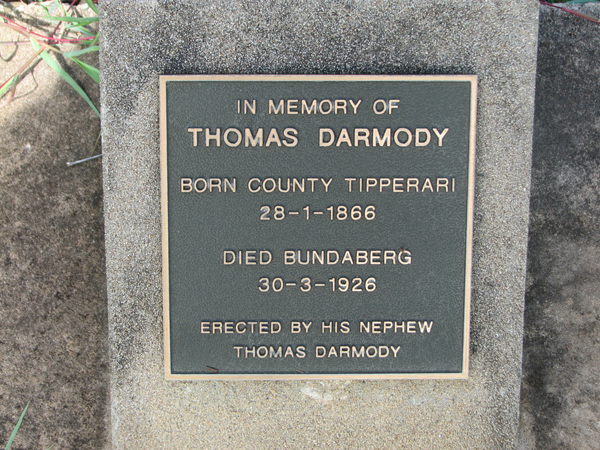 IN MEMORY OF
THOMAS DARMODY
BORN COUNTY TIPPERARI
28-1-1866
DIED BUNDABERG
30-3-1926
ERECTED BY HIS NEPHEW
THOMAS DARMODY